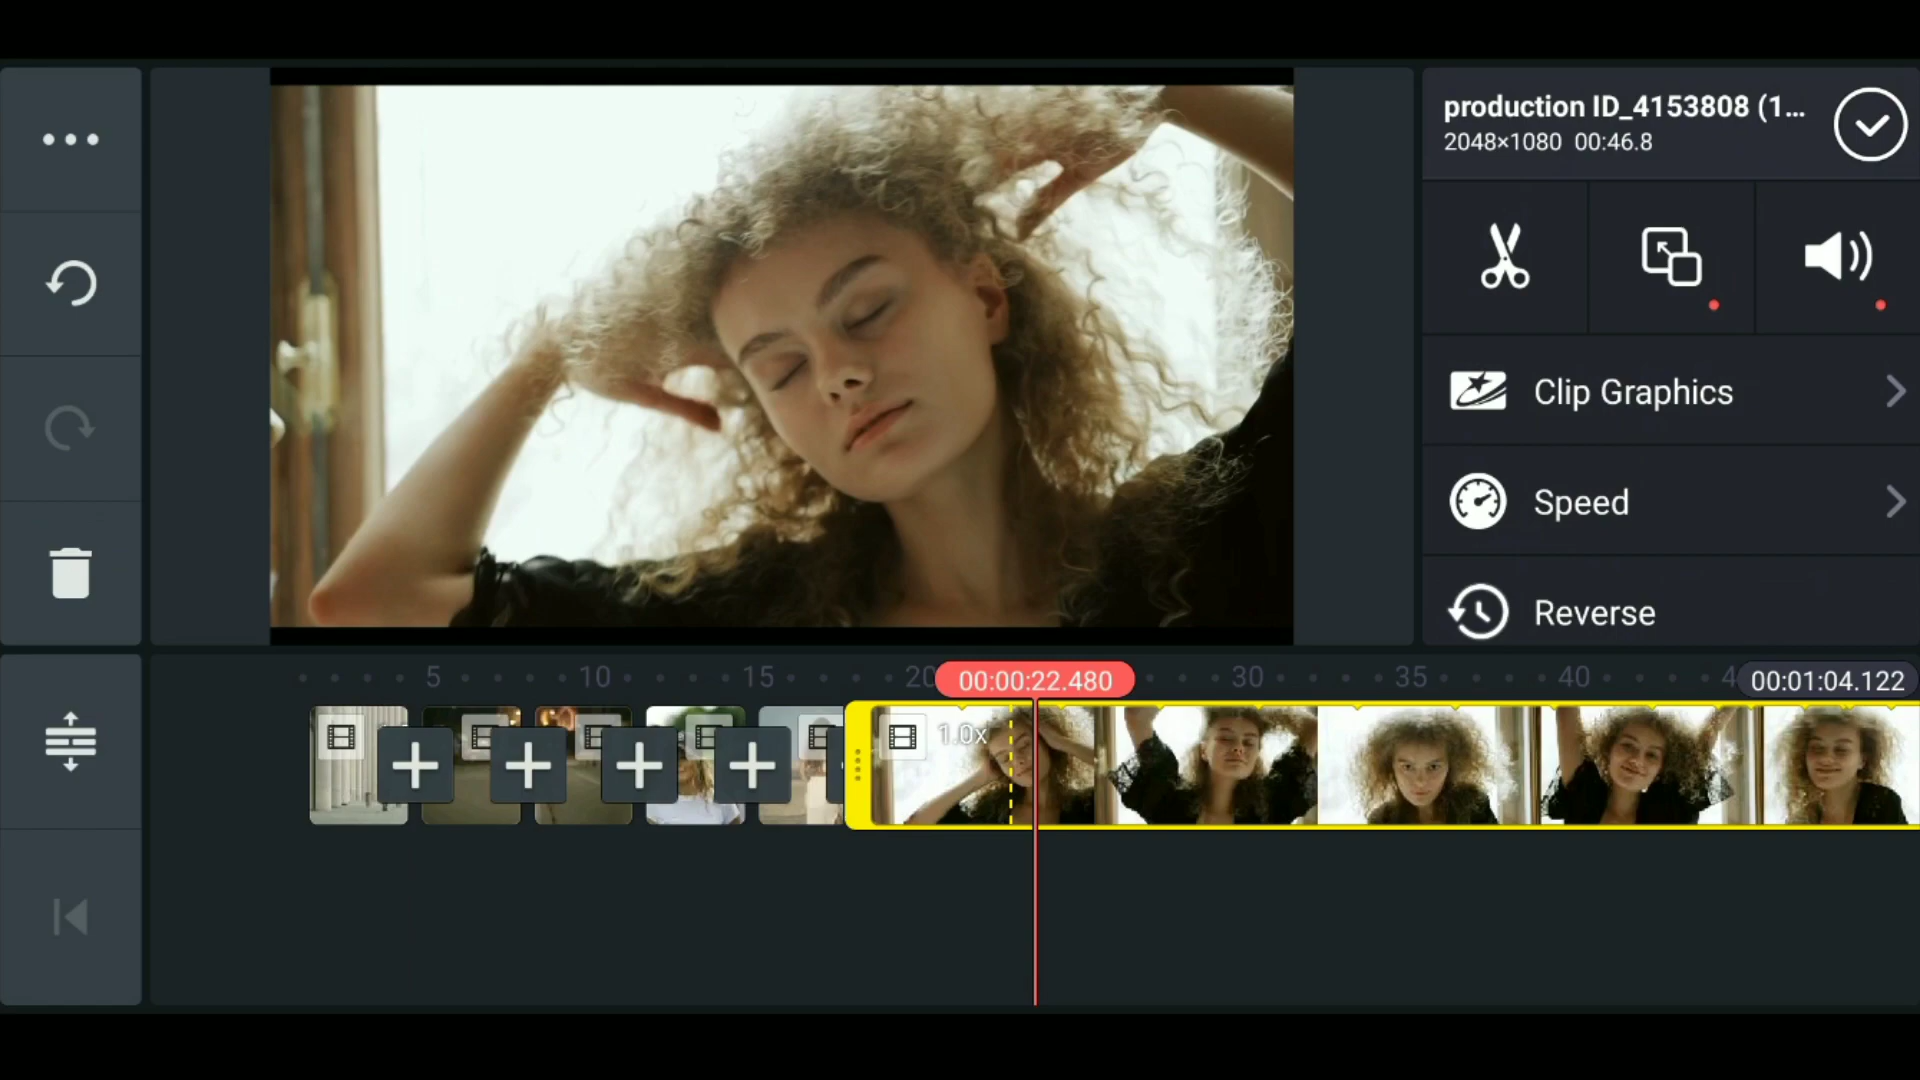 production ID_4153808 (1...
2048×1080 00:46.8
Clip Graphics
Speed
Reverse
5 10 15 20 00:00:22.480 30 35 40 4 00:01:04.122
1.0x